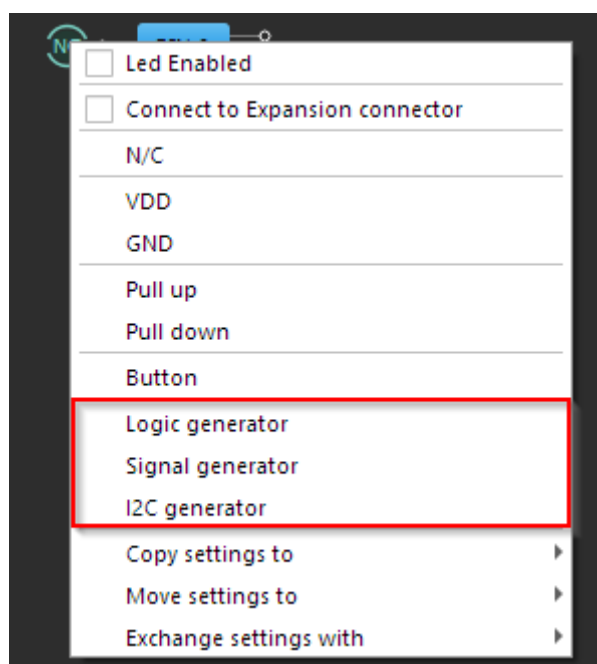 Led Enabled
Connect to Expansion connector
N/C
VDD
GND
Pull up
Pull down
Button
Logic generator
Signal generator
I2C generator
Copy settings to
Move settings to
Exchange settings with